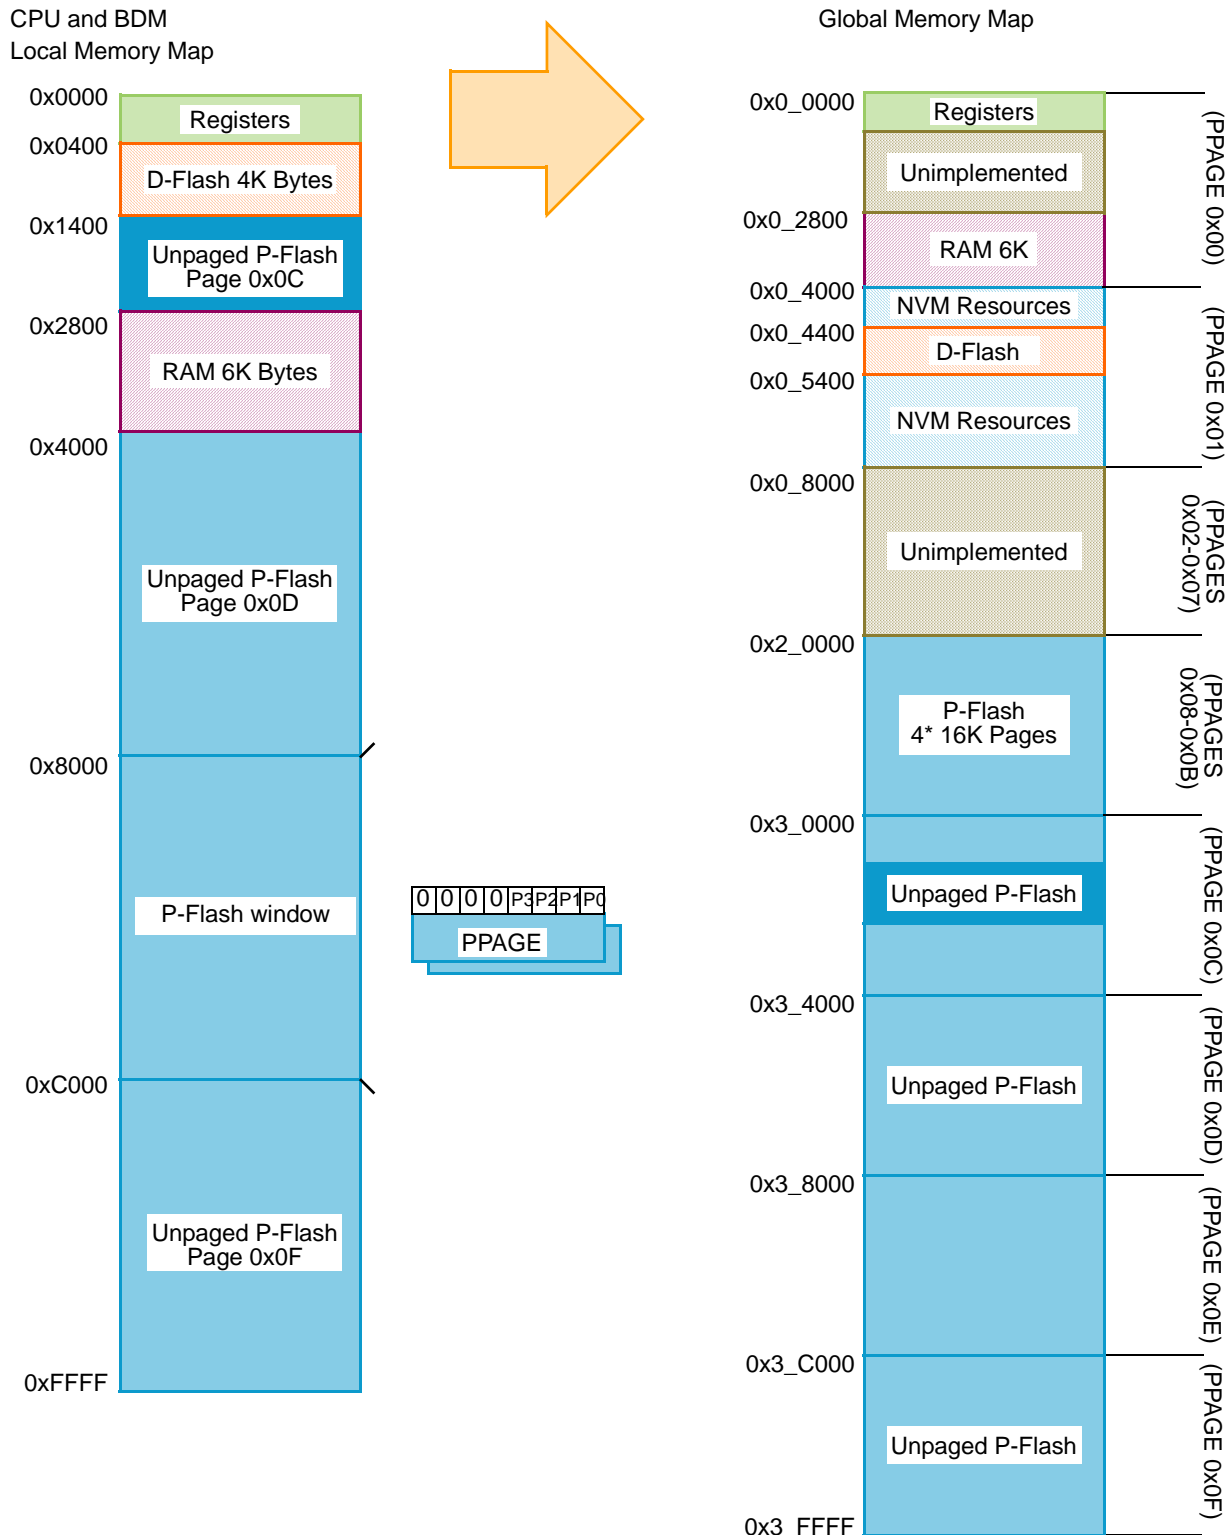 CPU and BDM
Local Memory Map
0x0000
Registers
0x0400
D-Flash 4K Bytes
0x1400
Unpaged P-Flash
Page 0x0C
0x2800
RAM 6K Bytes
0x4000
Unpaged P-Flash
Page 0x0D
0x8000
P-Flash window
0xC000
Unpaged P-Flash
Page 0x0F
0xFFFF
0 0 0 0 P3 P2 P1 P0
PPAGE
Global Memory Map
0x0_0000
Registers
Unimplemented
(PPAGE 0x00)
0x0_2800
RAM 6K
0x0_4000
NVM Resources
0x0_4400
D-Flash
(PPAGE 0x01)
0x0_5400
NVM Resources
0x0_8000
Unimplemented
(PPAGES
0x02-0x07)
0x2_0000
P-Flash
4* 16K Pages
(PPAGES
0x08-0x0B)
0x3_0000
Unpaged P-Flash
(PPAGE 0x0C)
0x3_4000
Unpaged P-Flash
(PPAGE 0x0D)
0x3_8000
(PPAGE 0x0E)
0x3_C000
Unpaged P-Flash
(PPAGE 0x0F)
0x3_FFFF